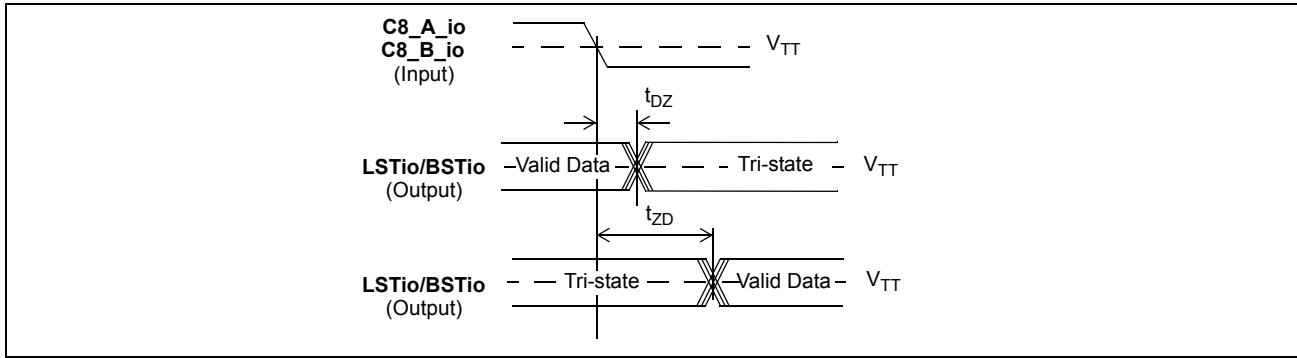 C8_A_io
C8_B_io
(Input)
V_TT
t_DZ
LSTio/BSTio
(Output)
Valid Data
Tri-state
V_TT
t_ZD
LSTio/BSTio
(Output)
Tri-state
Valid Data
V_TT